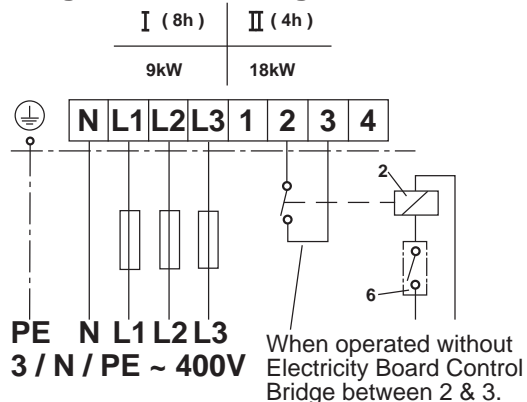 I (8h) II (4h)
9kW 18kW
N L1 L2 L3 1 2 3 4
2
6
PE N L1 L2 L3
3 / N / PE ~ 400V
When operated without
Electricity Board Control
Bridge between 2 & 3.